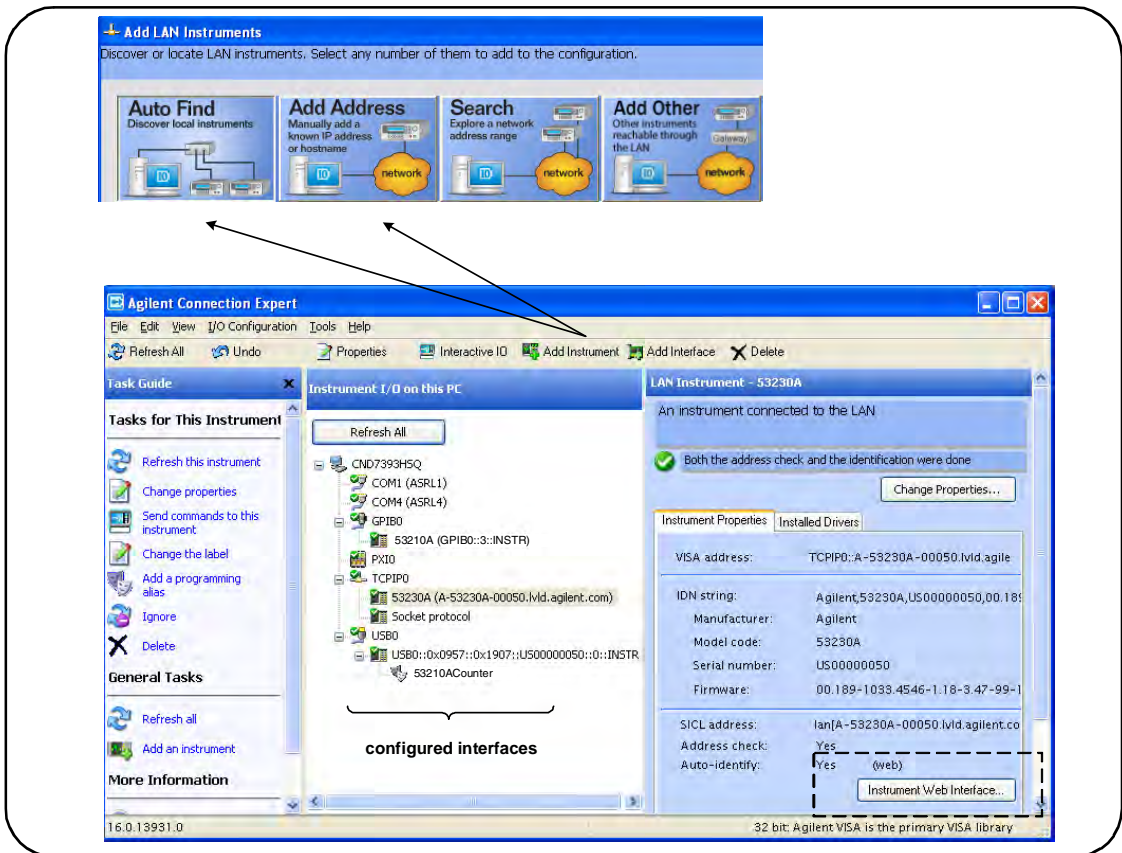 Add LAN Instruments
Discover or locate LAN instruments. Select any number of them to add to the configuration.
Auto Find
Discover local instruments
IO
Add Address
Manually add a
known IP address
or hostname
IO
network
Search
Explore a network
address range
IO
network
Add Other
Other instruments
reachable through
the LAN
Gateway
IO
network
Agilent Connection Expert
File Edit View I/O Configuration Tools Help
Refresh All Undo Properties Interactive IO Add Instrument Add Interface Delete
Task Guide
Tasks for This Instrument
Refresh this instrument
Change properties
Send commands to this
instrument
Change the label
Add a programming
alias
Ignore
Delete
General Tasks
Refresh all
Add an instrument
More Information
Instrument I/O on this PC
Refresh All
CND7393HSQ
COM1 (ASRL1)
COM4 (ASRL4)
GPIB0
53210A (GPIB0::3::INSTR)
PXI0
TCPIP0
53230A (A-53230A-00050.lvld.agilent.com)
Socket protocol
USB0
USB0::0x0957::0x1907::US00000050::0::INSTR
53210ACounter
configured interfaces
LAN Instrument - 53230A
An instrument connected to the LAN
Both the address check and the identification were done
Change Properties...
Instrument Properties Installed Drivers
VISA address: TCPIP0::A-53230A-00050.lvld.agile
IDN string: Agilent,53230A,US00000050,00.189
Manufacturer: Agilent
Model code: 53230A
Serial number: US00000050
Firmware: 00.189-1033.4546-1.18-3.47-99-1
SICL address: lan[A-53230A-00050.lvld.agilent.co
Address check: Yes
Auto-identify: Yes (web)
Instrument Web Interface...
16.0.13931.0
32 bit: Agilent VISA is the primary VISA library